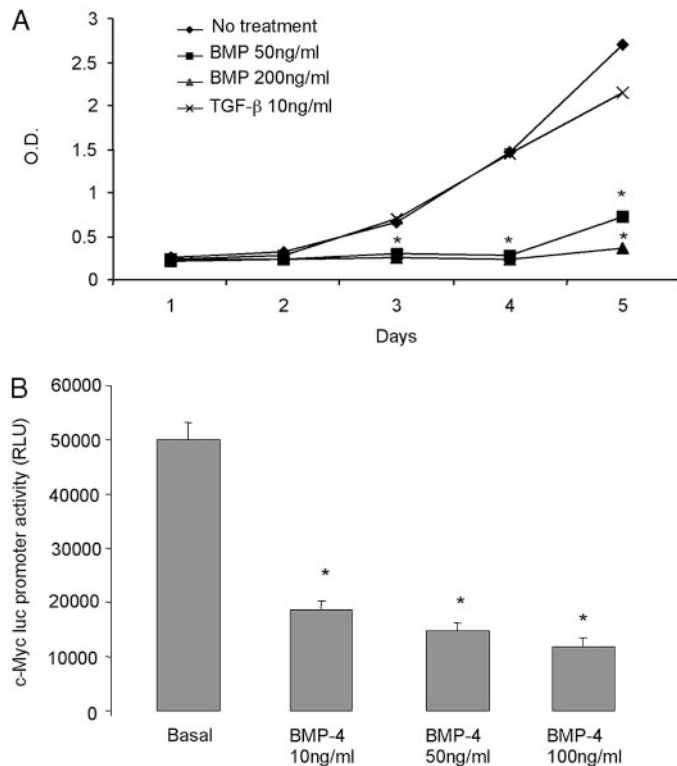 A
3
2.5
2
1.5
1
0.5
0
O.D.
No treatment
BMP 50ng/ml
BMP 200ng/ml
TGF-β 10ng/ml
*
*
*
*
1 2 3 4 5
Days
B
60000
50000
40000
30000
20000
10000
0
c-Myc luc promoter activity (RLU)
*
*
*
Basal
BMP-4
10ng/ml
BMP-4
50ng/ml
BMP-4
100ng/ml